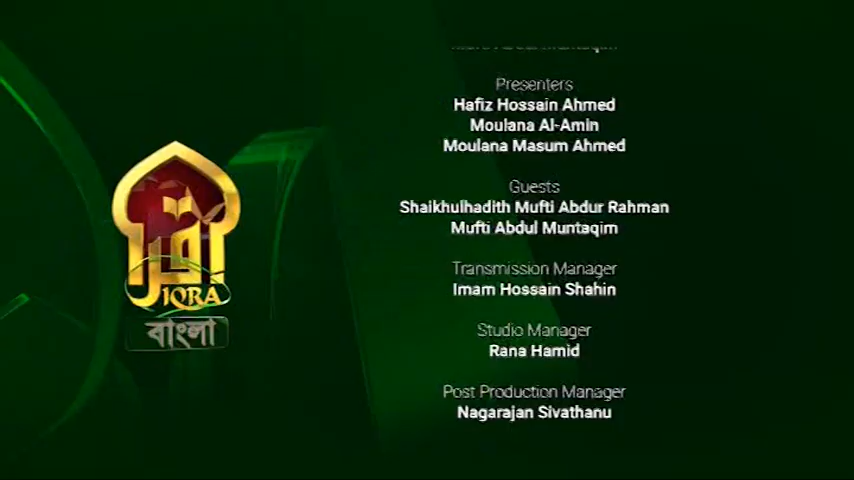 Presenters
Hafiz Hossain Ahmed
Moulana Al-Amin
Moulana Masum Ahmed
Guests
Shaikhulhadith Mufti Abdur Rahman
Mufti Abdul Muntaqim
Transmission Manager
Imam Hossain Shahin
Studio Manager
Rana Hamid
Post Production Manager
Nagarajan Sivathanu
IQRA
বাংলা